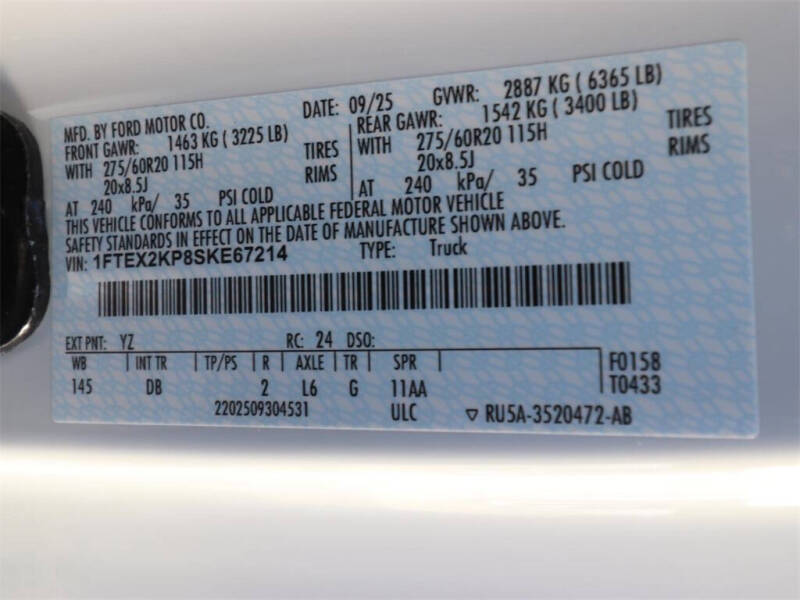 MFD. BY FORD MOTOR CO. DATE: 09/25 GVWR: 2887 KG ( 6365 LB)
FRONT GAWR: 1463 KG ( 3225 LB) REAR GAWR: 1542 KG ( 3400 LB)
WITH 275/60R20 115H TIRES WITH 275/60R20 115H TIRES
20x8.5J RIMS 20x8.5J RIMS
AT 240 kPa/ 35 PSI COLD AT 240 kPa/ 35 PSI COLD
THIS VEHICLE CONFORMS TO ALL APPLICABLE FEDERAL MOTOR VEHICLE
SAFETY STANDARDS IN EFFECT ON THE DATE OF MANUFACTURE SHOWN ABOVE.
VIN: 1FTEX2KP8SKE67214 TYPE: Truck
EXT PNT: YZ RC: 24 DSO:
WB INT TR TP/PS R AXLE TR SPR F0158
145 DB 2 L6 G 11AA T0433
2202509304531 ULC ▽ RU5A-3520472-AB